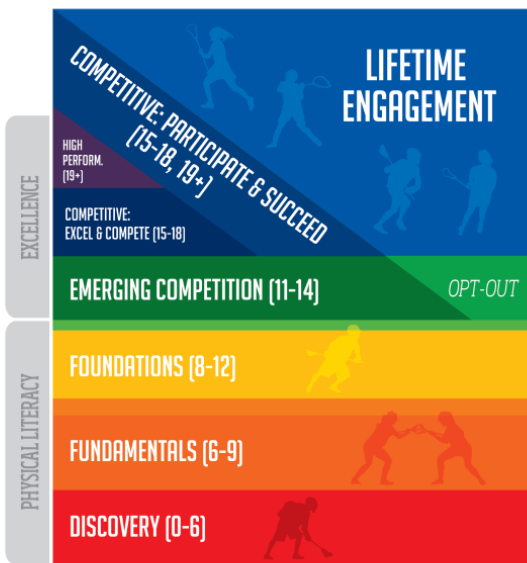 LIFETIME
ENGAGEMENT
COMPETITIVE: PARTICIPATE & SUCCEED
(15-18, 19+)
HIGH
PERFORM.
(19+)
COMPETITIVE:
EXCEL & COMPETE (15-18)
EXCELLENCE
EMERGING COMPETITION (11-14)
OPT-OUT
PHYSICAL LITERACY
FOUNDATIONS (8-12)
FUNDAMENTALS (6-9)
DISCOVERY (0-6)